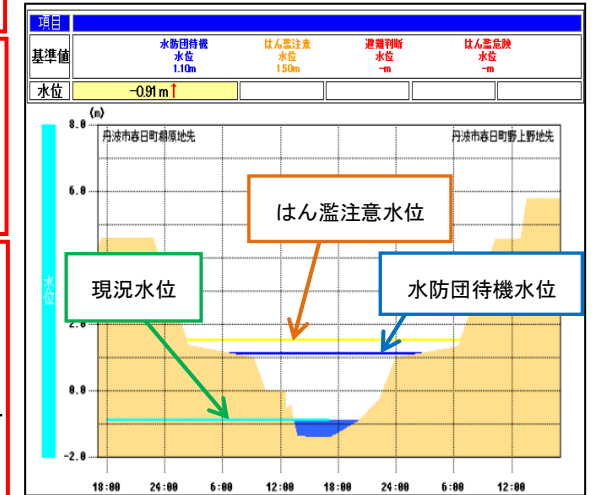 項目
基準値
水防団待機
水位
1.10m
はん濫注意
水位
1.50m
避難判断
水位
-m
はん濫危険
水位
-m
水位
-0.91m↑
(m)
8.0
丹波市春日町棚原地先
丹波市春日町野上野地先
6.0
はん濫注意水位
現況水位
水防団待機水位
水位
2.0
0.0
-2.0
18:00 24:00 6:00 12:00 18:00 24:00 6:00 12:00